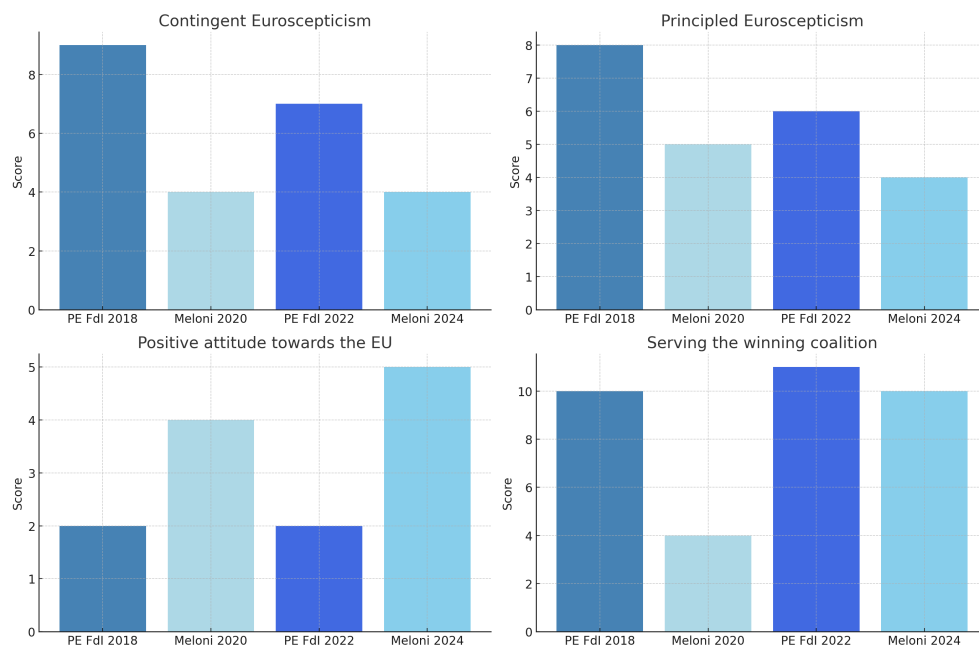 Contingent Euroscepticism
Score
8
6
4
2
0
PE FdI 2018 Meloni 2020 PE FdI 2022 Meloni 2024
Principled Euroscepticism
Score
8
7
6
5
4
3
2
1
0
PE FdI 2018 Meloni 2020 PE FdI 2022 Meloni 2024
Positive attitude towards the EU
Score
5
4
3
2
1
0
PE FdI 2018 Meloni 2020 PE FdI 2022 Meloni 2024
Serving the winning coalition
Score
10
8
6
4
2
0
PE FdI 2018 Meloni 2020 PE FdI 2022 Meloni 2024